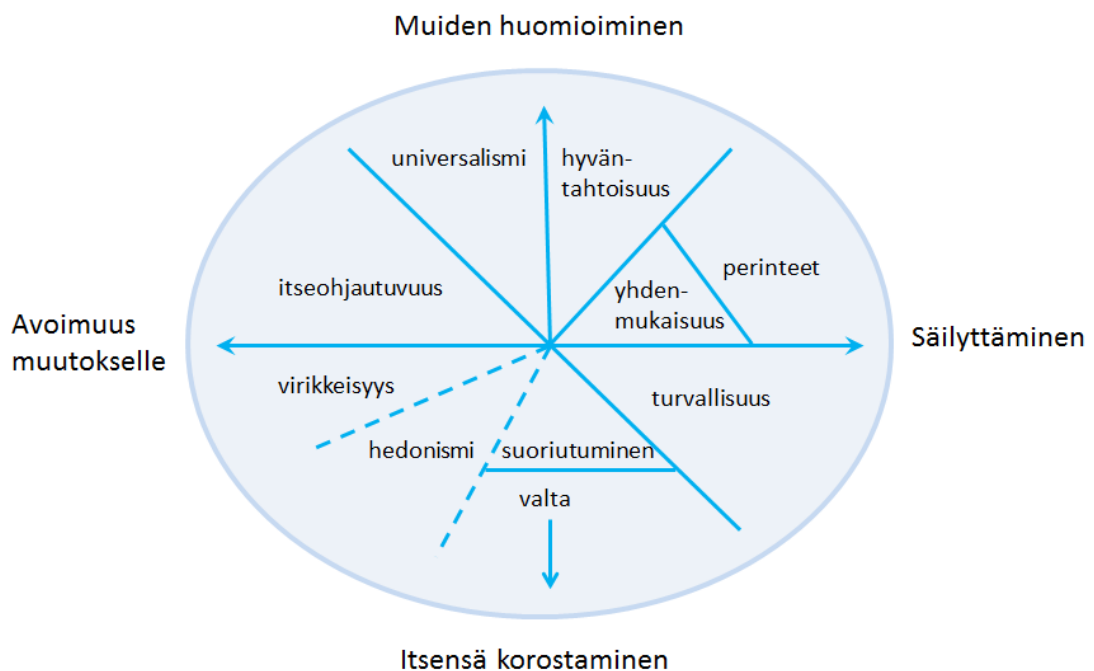 Muiden huomioiminen
universalismi
hyvän-
tahtoisuus
perinteet
itseohjautuvuus
yhden-
mukaisuus
Avoimuus
muutokselle
Säilyttäminen
virikkeisyys
turvallisuus
hedonismi
suoriutuminen
valta
Itsensä korostaminen